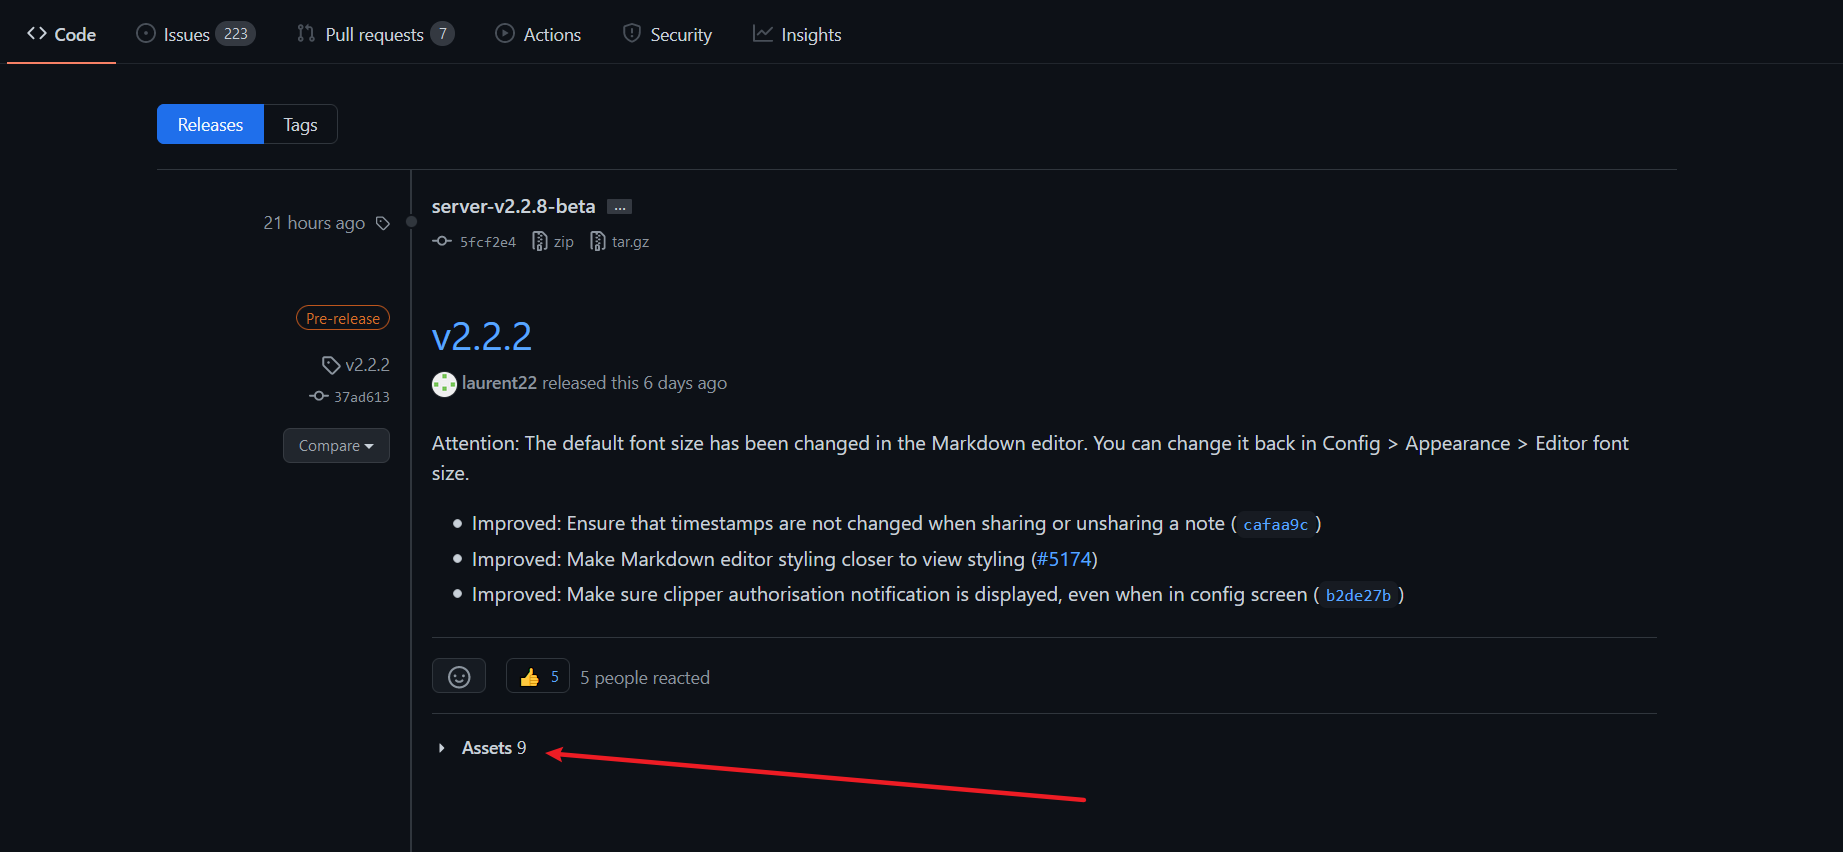 Code Issues 223 Pull requests 7 Actions Security Insights
Releases Tags
21 hours ago
server-v2.2.8-beta ...
5fcf2e4 zip tar.gz
Pre-release
v2.2.2
37ad613
Compare
v2.2.2
laurent22 released this 6 days ago
Attention: The default font size has been changed in the Markdown editor. You can change it back in Config > Appearance > Editor font
size.
Improved: Ensure that timestamps are not changed when sharing or unsharing a note (cafaa9c)
Improved: Make Markdown editor styling closer to view styling (#5174)
Improved: Make sure clipper authorisation notification is displayed, even when in config screen (b2de27b)
👍 5 5 people reacted
Assets 9